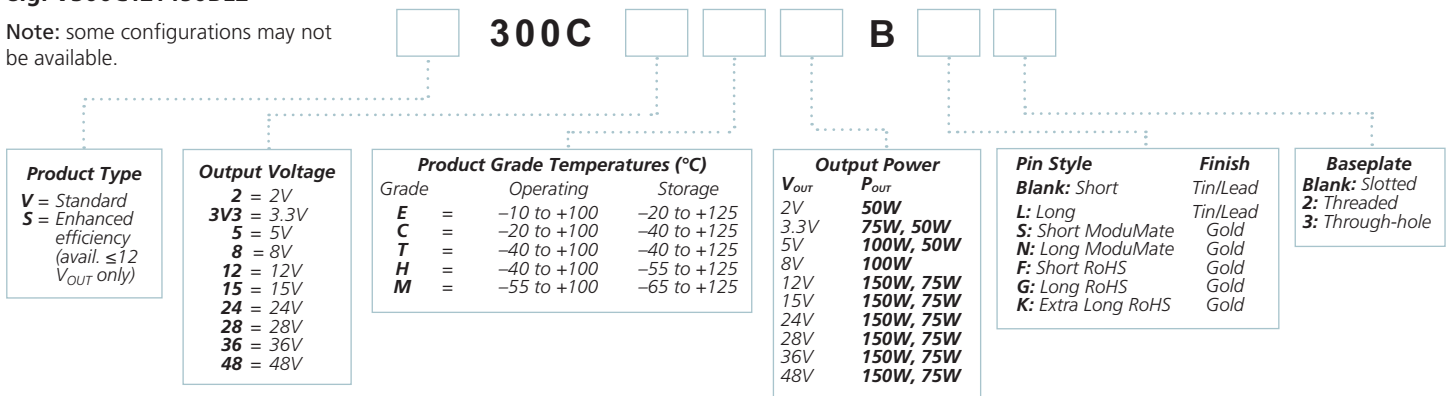 Note: some configurations may not
be available.
300C B
Product Type
V = Standard
S = Enhanced
efficiency
(avail. ≤12
VOUT only)
Output Voltage
2 = 2V
3V3 = 3.3V
5 = 5V
8 = 8V
12 = 12V
15 = 15V
24 = 24V
28 = 28V
36 = 36V
48 = 48V
Product Grade Temperatures (°C)
Grade Operating Storage
E = –10 to +100 –20 to +125
C = –20 to +100 –40 to +125
T = –40 to +100 –40 to +125
H = –40 to +100 –55 to +125
M = –55 to +100 –65 to +125
Output Power
VOUT POUT
2V 50W
3.3V 75W, 50W
5V 100W, 50W
8V 100W
12V 150W, 75W
15V 150W, 75W
24V 150W, 75W
28V 150W, 75W
36V 150W, 75W
48V 150W, 75W
Pin Style Finish
Blank: Short Tin/Lead
L: Long Tin/Lead
S: Short ModuMate Gold
N: Long ModuMate Gold
F: Short RoHS Gold
G: Long RoHS Gold
K: Extra Long RoHS Gold
Baseplate
Blank: Slotted
2: Threaded
3: Through-hole